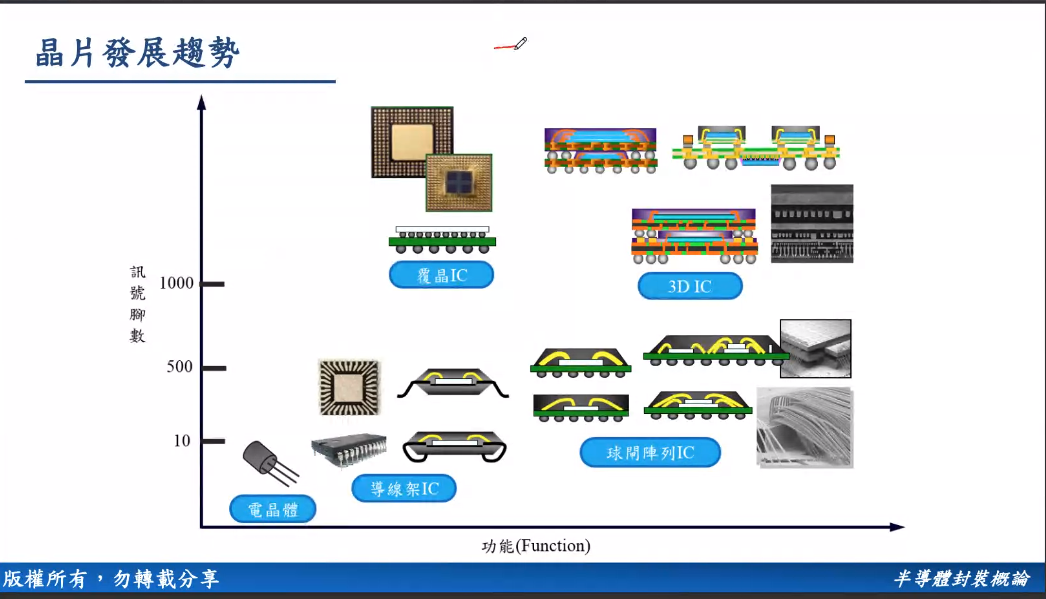 晶片發展趨勢
訊號腳數
1000
500
10
覆晶IC
3D IC
球閘陣列IC
導線架IC
電晶體
功能(Function)
版權所有，勿轉載分享
半導體封裝概論